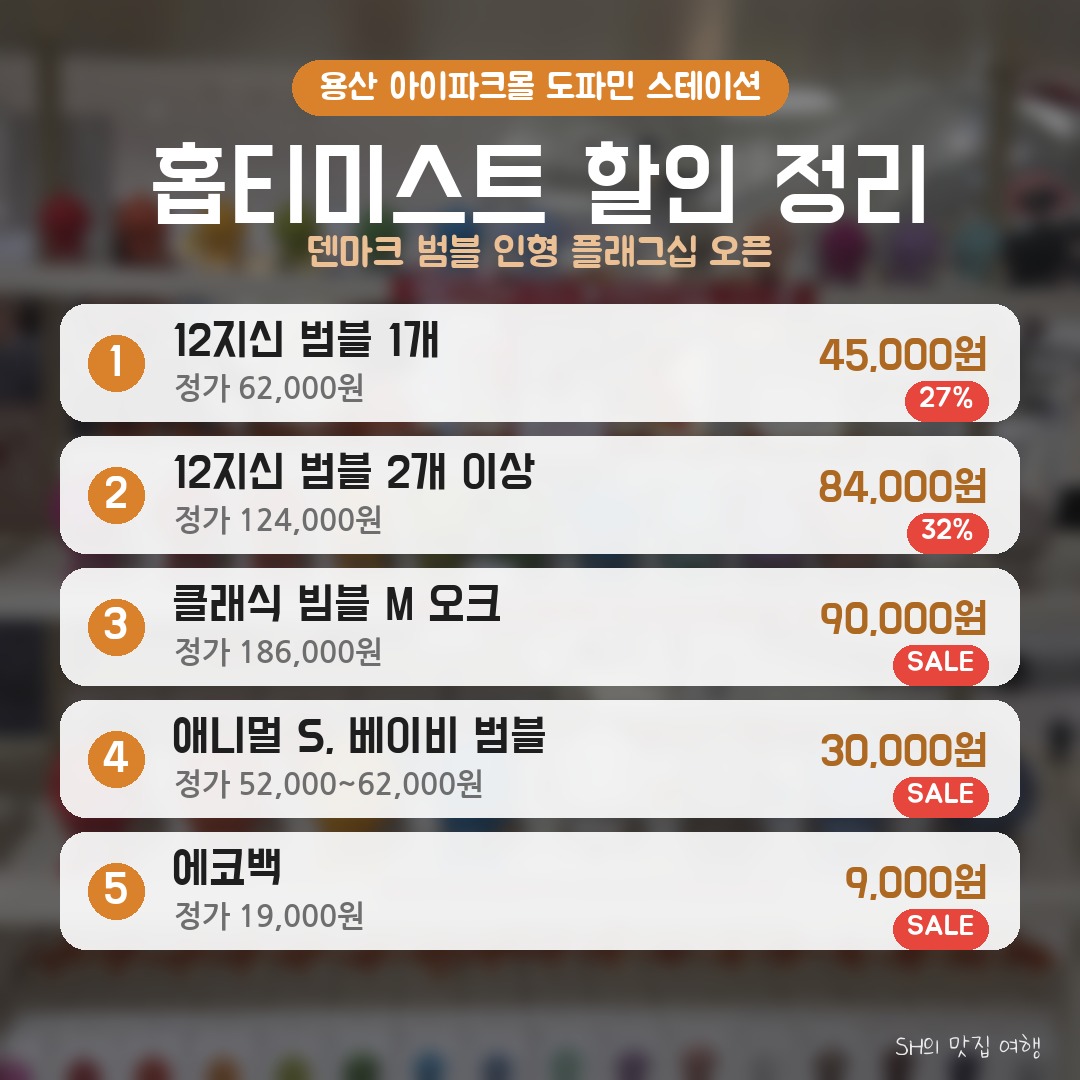 용산 아이파크몰 도파민 스테이션
홉티미스트 할인 정리
덴마크 범블 인형 플래그십 오픈
1
12지신 범블 1개
정가 62,000원
45,000원
27%
2
12지신 범블 2개 이상
정가 124,000원
84,000원
32%
3
클래식 빔블 M 오크
정가 186,000원
90,000원
SALE
4
애니멀 S, 베이비 범블
정가 52,000~62,000원
30,000원
SALE
5
에코백
정가 19,000원
9,000원
SALE
SH의 맛집 여행